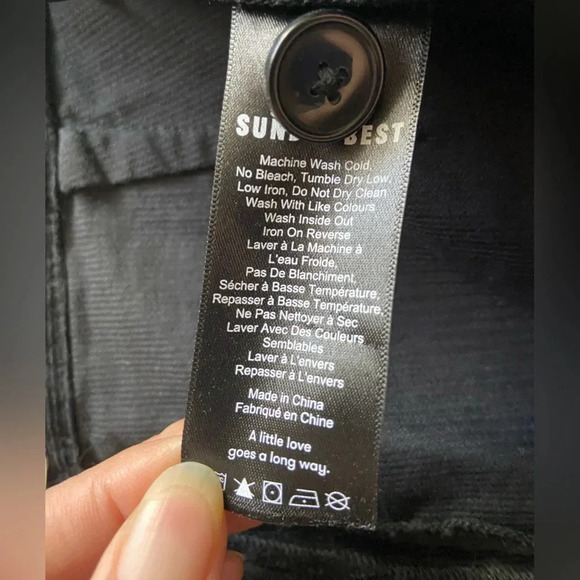 BEST
Machine Wash Cold,
No Bleach, Tumble Dry Low,
Low Iron, Do Not Dry Clean
Wash With Like Colours
Wash Inside Out
Iron On Reverse
Laver à La Machine à
L'eau Froide,
Pas De Blanchiment,
Sécher à Basse Température,
Repasser à Basse Température,
Ne Pas Nettoyer à Sec
Laver Avec Des Couleurs
Semblables
Laver à L'envers
Repasser à L'envers
Made in China
Fabriqué en Chine
A little love
goes a long way.